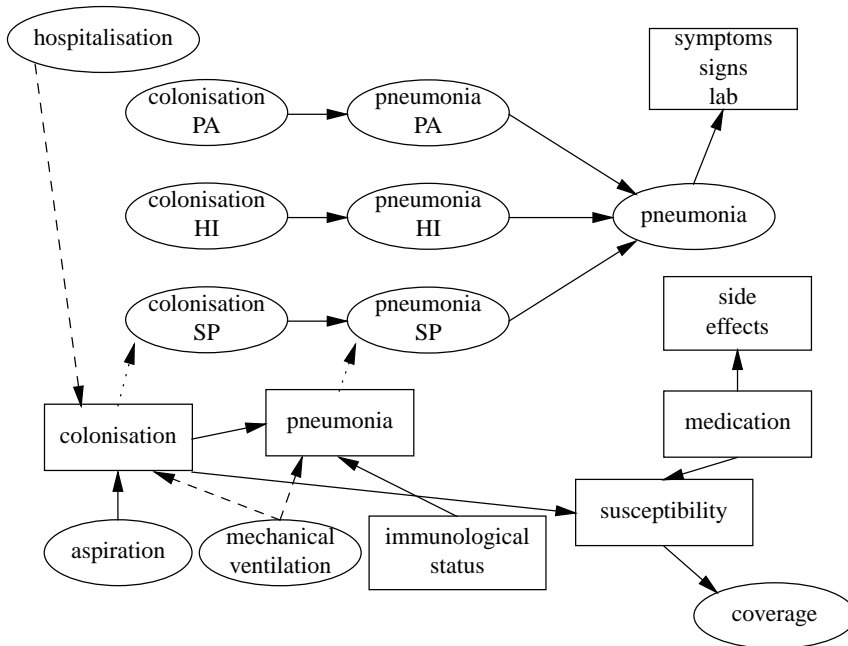 hospitalisation
symptoms
signs
lab
colonisation
PA
pneumonia
PA
colonisation
HI
pneumonia
HI
pneumonia
colonisation
SP
pneumonia
SP
side
effects
colonisation
pneumonia
medication
susceptibility
aspiration
mechanical
ventilation
immunological
status
coverage